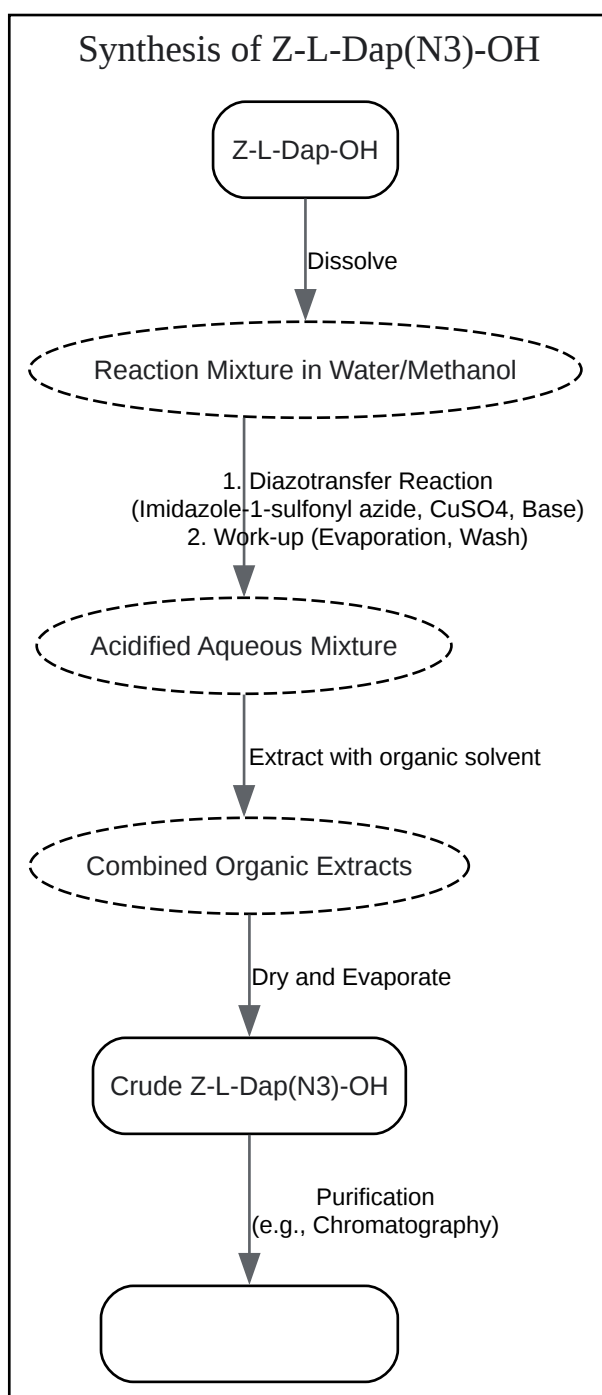 Synthesis of Z-L-Dap(N3)-OH
Z-L-Dap-OH
Dissolve
Reaction Mixture in Water/Methanol
1. Diazotransfer Reaction
(Imidazole-1-sulfonyl azide, CuSO4, Base)
2. Work-up (Evaporation, Wash)
Acidified Aqueous Mixture
Extract with organic solvent
Combined Organic Extracts
Dry and Evaporate
Crude Z-L-Dap(N3)-OH
Purification
(e.g., Chromatography)